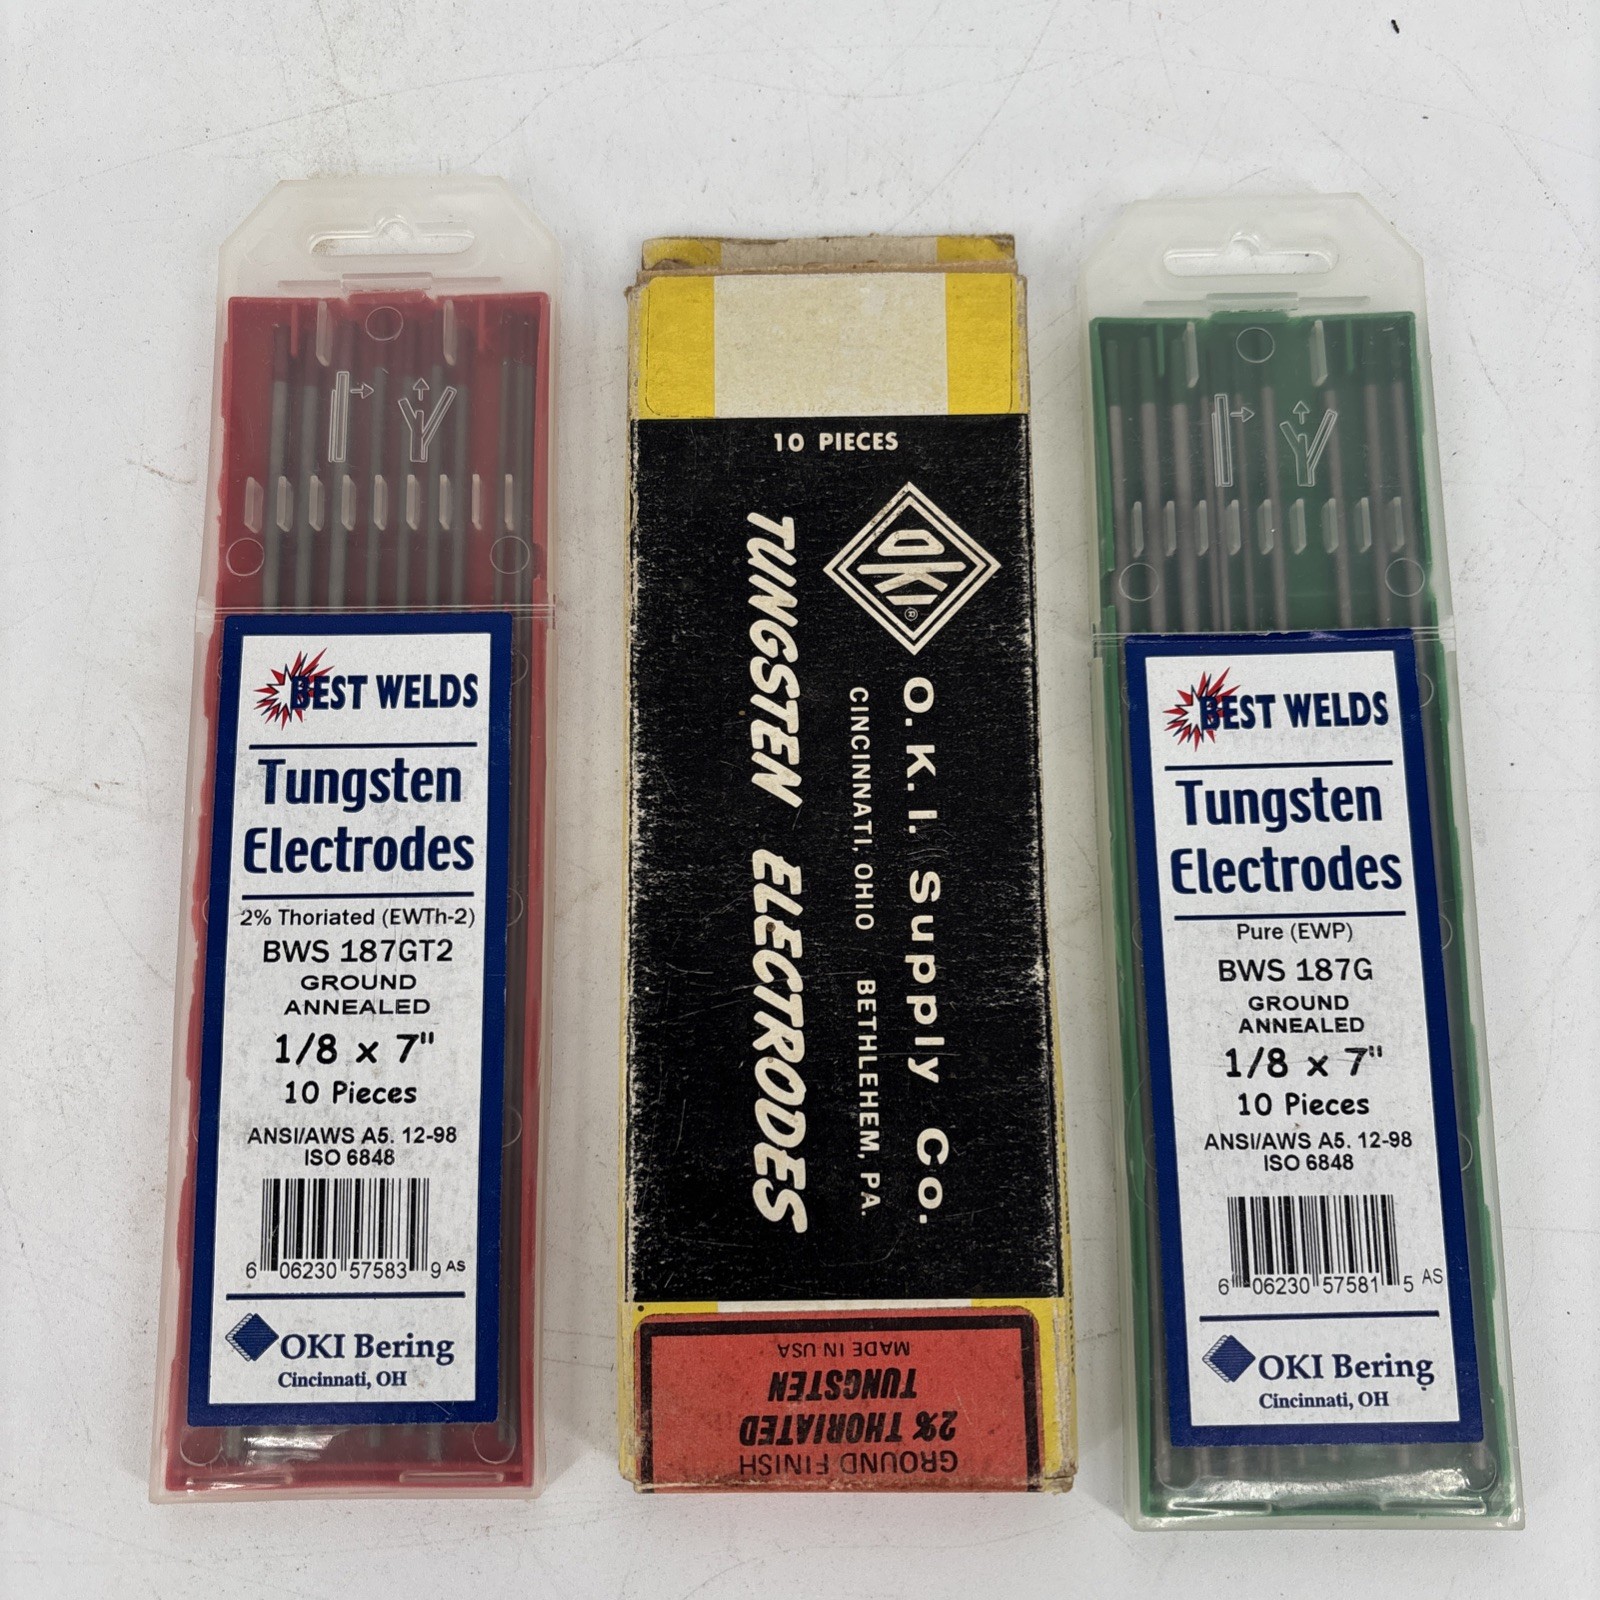 BEST WELDS
Tungsten
Electrodes
2% Thoriated (EWTh-2)
BWS 187GT2
GROUND
ANNEALED
1/8 x 7"
10 Pieces
ANSI/AWS A5. 12-98
ISO 6848
6 06230 57583 9 AS
OKI Bering
Cincinnati, OH
10 PIECES
OKI®
O.K.I. Supply Co.
CINCINNATI, OHIO BETHLEHEM, PA.
TUNGSTEN ELECTRODES
GROUND FINISH
2% THORIATED
TUNGSTEN
MADE IN USA
BEST WELDS
Tungsten
Electrodes
Pure (EWP)
BWS 187G
GROUND
ANNEALED
1/8 x 7"
10 Pieces
ANSI/AWS A5. 12-98
ISO 6848
6 06230 57581 5 AS
OKI Bering
Cincinnati, OH